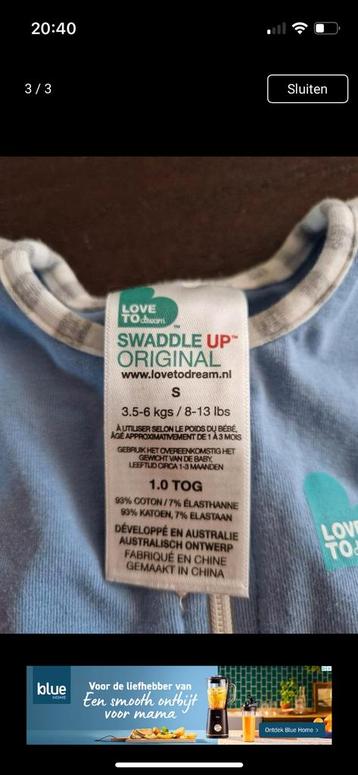 20:40
3 / 3
Sluiten
LOVE
TO dream
SWADDLE UP™
ORIGINAL
www.lovetodream.nl
S
3.5-6 kgs / 8-13 lbs
À UTILISER SELON LE POIDS DU BÉBÉ,
ÂGÉ APPROXIMATIVEMENT DE 1 À 3 MOIS
GEBRUIK HET OVEREENKOMSTIG HET
GEWICHT VAN DE BABY.
LEEFTIJD CIRCA 1-3 MAANDEN
1.0 TOG
93% COTON / 7% ÉLASTHANNE
93% KATOEN, 7% ELASTAAN
DÉVELOPPÉ EN AUSTRALIE
AUSTRALISCH ONTWERP
FABRIQUÉ EN CHINE
GEMAAKT IN CHINA
LOVE
TO
blue
HOME
Voor de liefhebber van
Een smooth ontbijt
voor mama
Ontdek Blue Home >